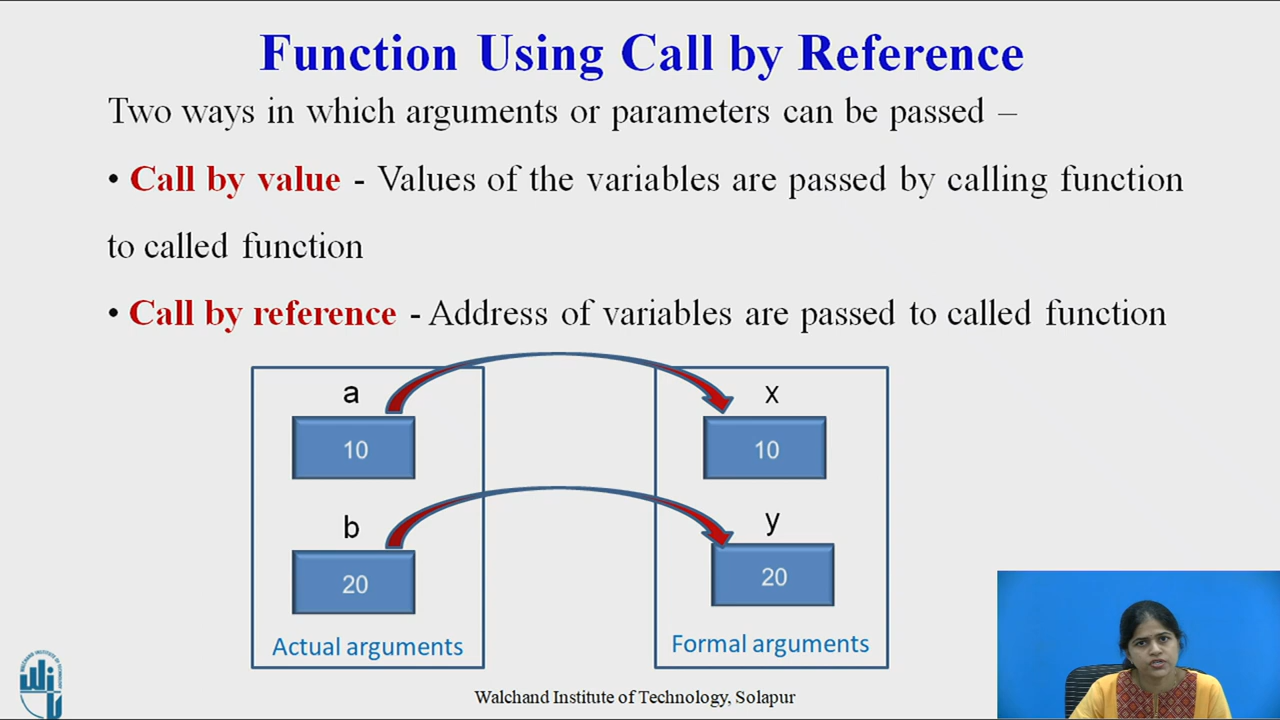 Function Using Call by Reference
Two ways in which arguments or parameters can be passed –
• Call by value - Values of the variables are passed by calling function
to called function
• Call by reference - Address of variables are passed to called function
a
x
10
10
b
y
20
20
Actual arguments
Formal arguments
Walchand Institute of Technology, Solapur